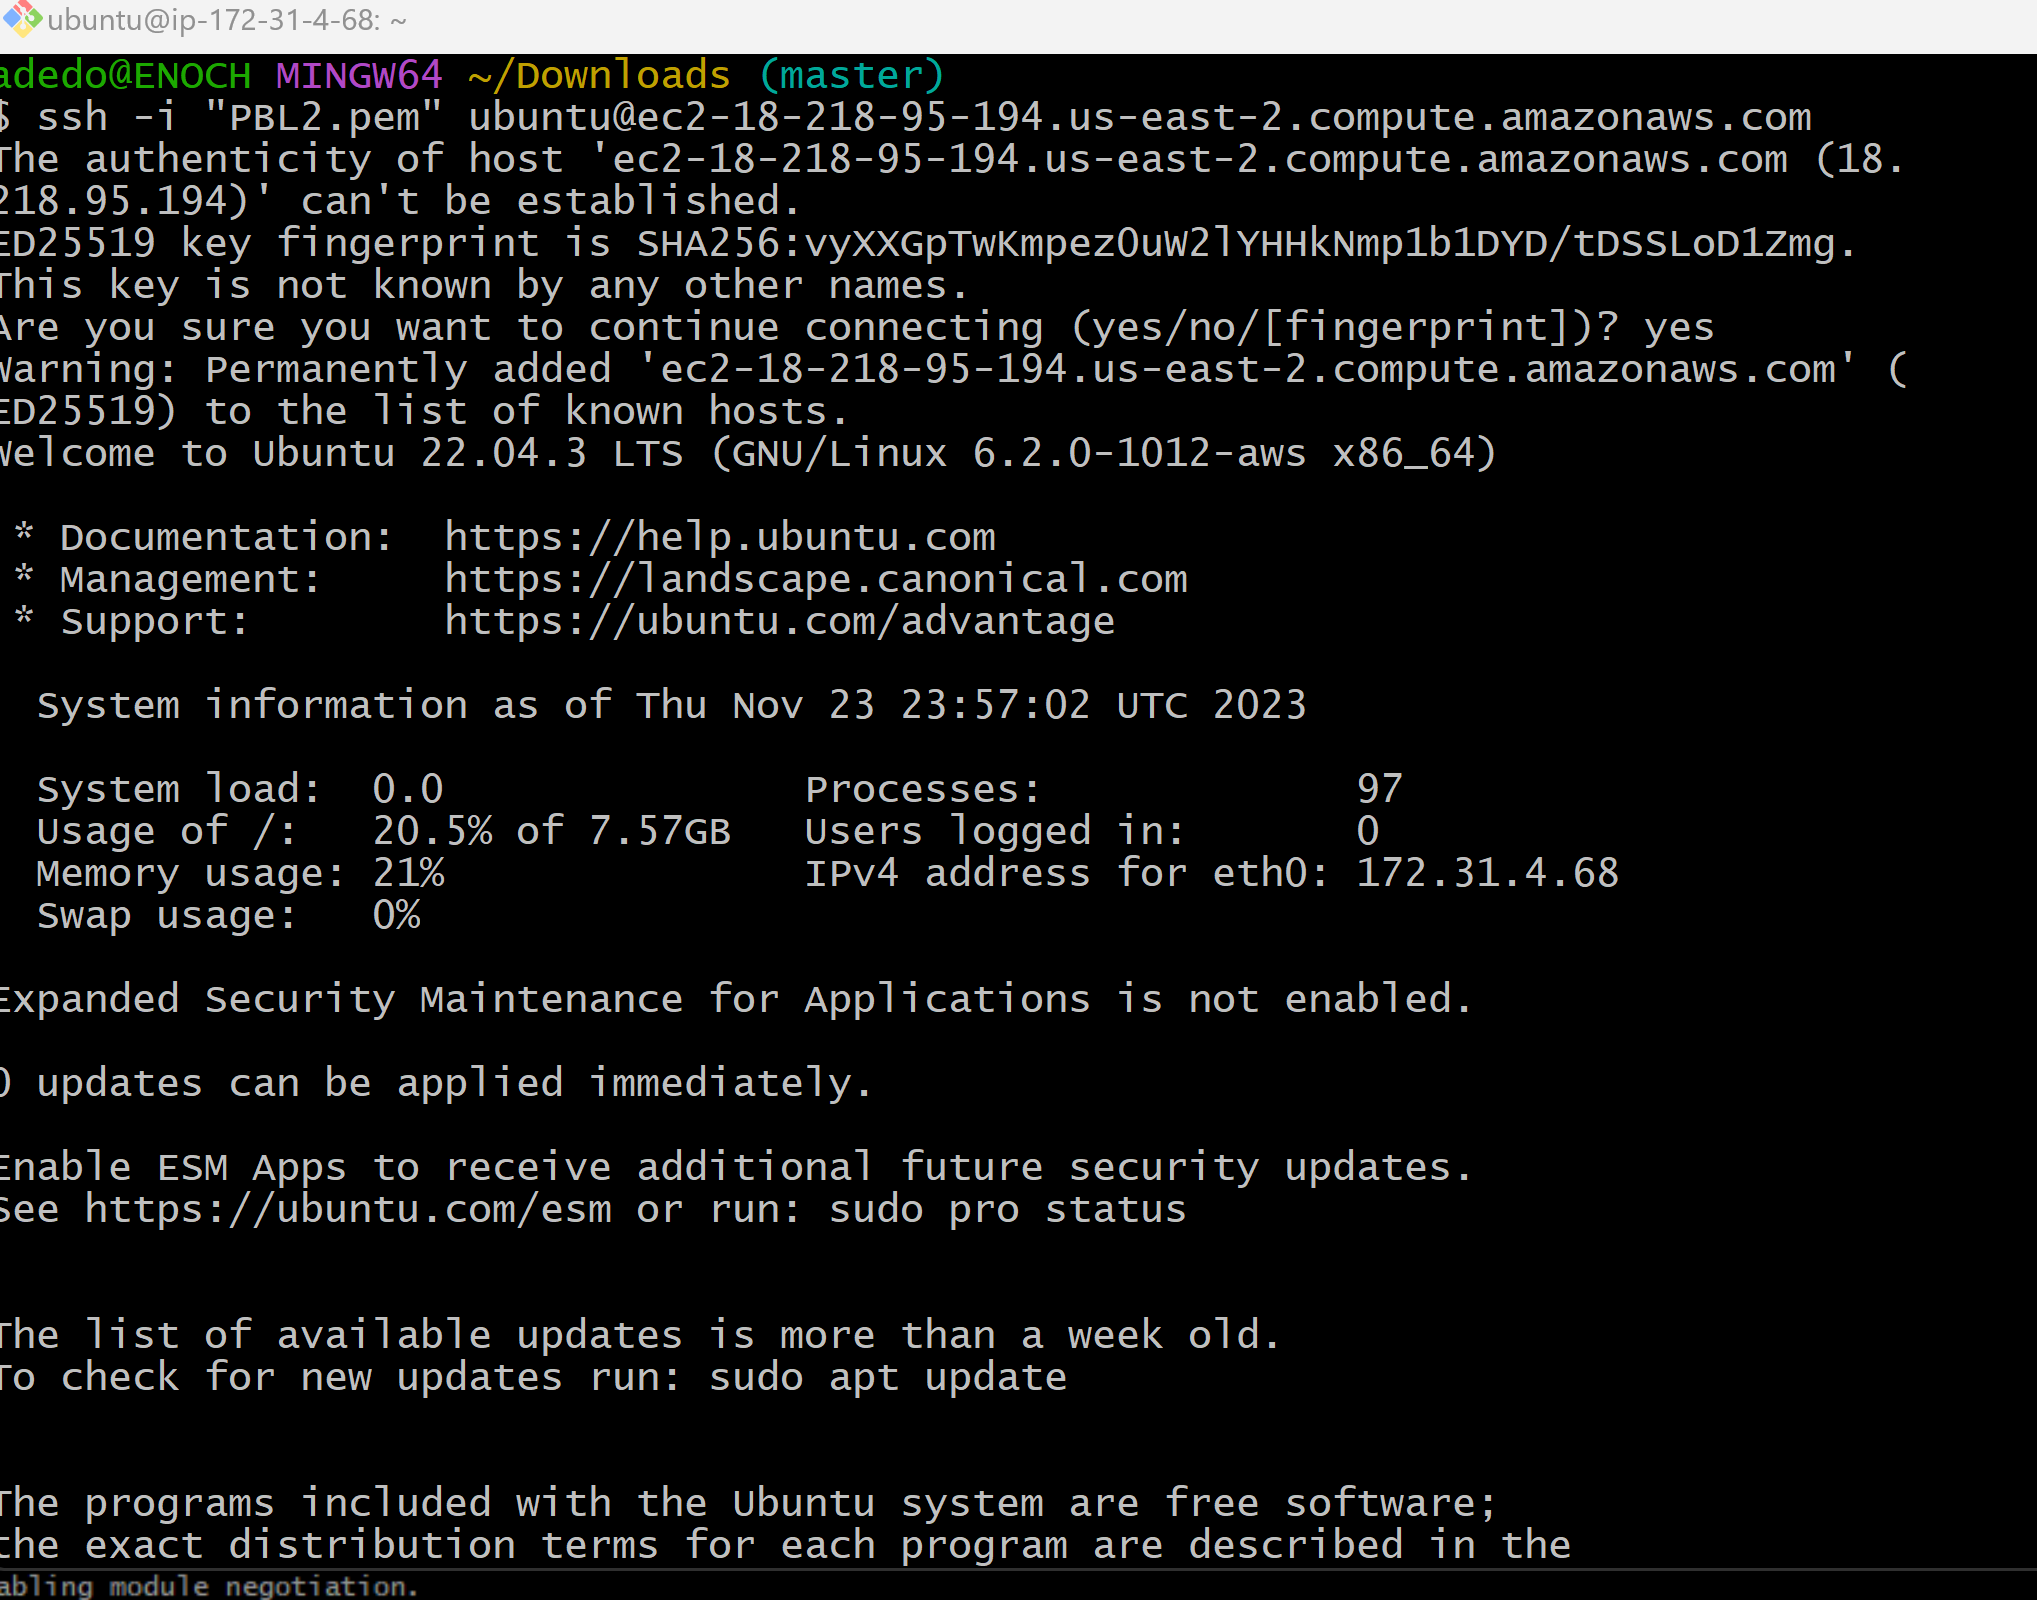 ubuntu@ip-172-31-4-68: ~
adedo@ENOCH MINGW64 ~/Downloads (master)
$ ssh -i "PBL2.pem" ubuntu@ec2-18-218-95-194.us-east-2.compute.amazonaws.com
The authenticity of host 'ec2-18-218-95-194.us-east-2.compute.amazonaws.com (18.
218.95.194)' can't be established.
ED25519 key fingerprint is SHA256:vyXXGpTwKmpez0uW2lYHHkNmp1b1DYD/tDSSLoD1Zmg.
This key is not known by any other names.
Are you sure you want to continue connecting (yes/no/[fingerprint])? yes
Warning: Permanently added 'ec2-18-218-95-194.us-east-2.compute.amazonaws.com' (
ED25519) to the list of known hosts.
Welcome to Ubuntu 22.04.3 LTS (GNU/Linux 6.2.0-1012-aws x86_64)
* Documentation:  https://help.ubuntu.com
* Management:     https://landscape.canonical.com
* Support:        https://ubuntu.com/advantage
System information as of Thu Nov 23 23:57:02 UTC 2023
System load:  0.0               Processes:             97
Usage of /:   20.5% of 7.57GB   Users logged in:       0
Memory usage: 21%               IPv4 address for eth0: 172.31.4.68
Swap usage:   0%
Expanded Security Maintenance for Applications is not enabled.
0 updates can be applied immediately.
Enable ESM Apps to receive additional future security updates.
See https://ubuntu.com/esm or run: sudo pro status
The list of available updates is more than a week old.
To check for new updates run: sudo apt update
The programs included with the Ubuntu system are free software;
the exact distribution terms for each program are described in the
abling module negotiation.